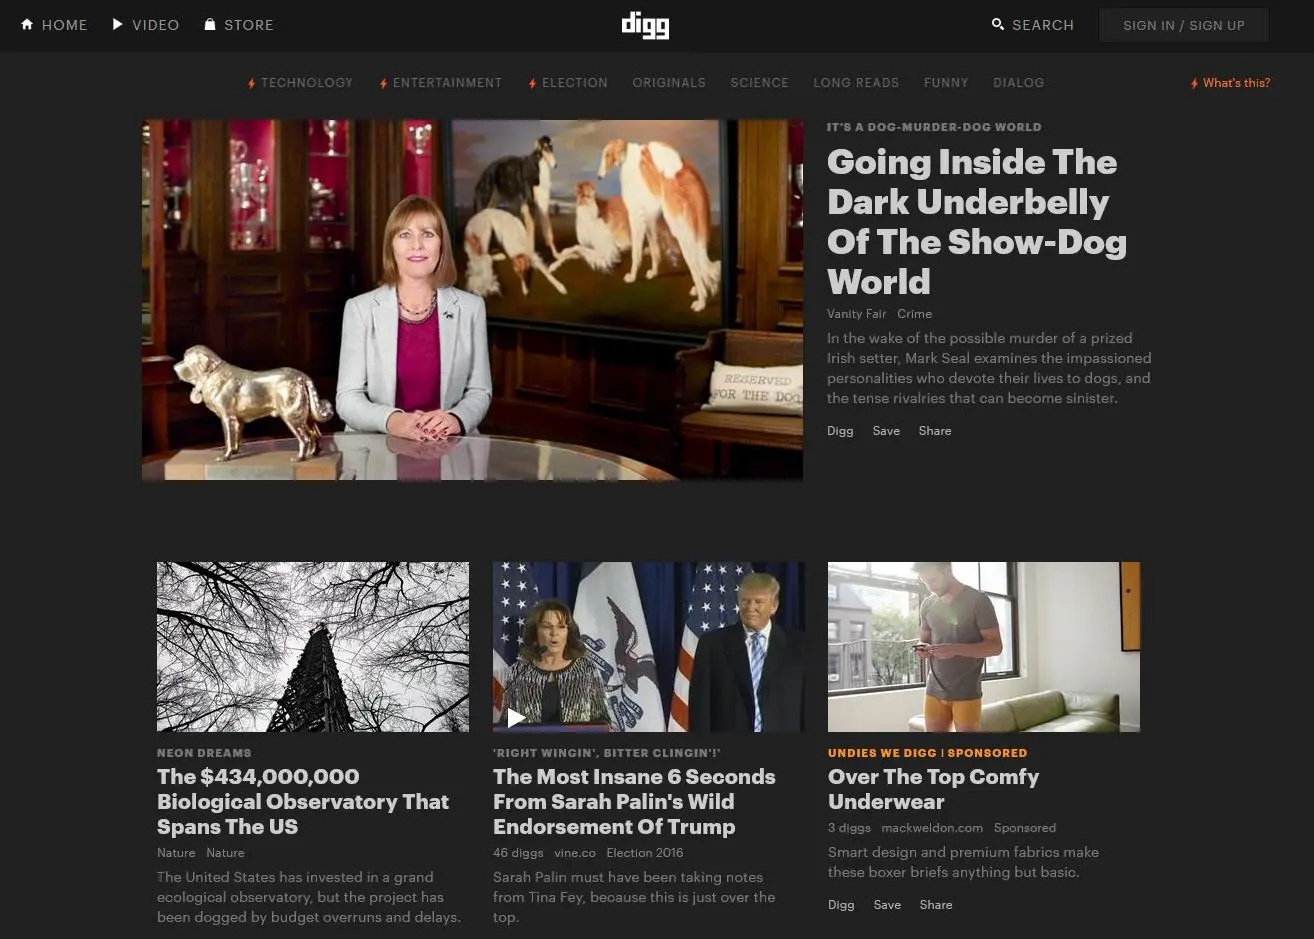 HOME VIDEO STORE digg SEARCH SIGN IN / SIGN UP
TECHNOLOGY ENTERTAINMENT ELECTION ORIGINALS SCIENCE LONG READS FUNNY DIALOG What's this?
RESERVED
FOR THE DOG
IT'S A DOG-MURDER-DOG WORLD
Going Inside The
Dark Underbelly
Of The Show-Dog
World
Vanity Fair Crime
In the wake of the possible murder of a prized
Irish setter, Mark Seal examines the impassioned
personalities who devote their lives to dogs, and
the tense rivalries that can become sinister.
Digg Save Share
NEON DREAMS
The $434,000,000
Biological Observatory That
Spans The US
Nature Nature
The United States has invested in a grand
ecological observatory, but the project has
been dogged by budget overruns and delays.
'RIGHT WINGIN', BITTER CLINGIN'!'
The Most Insane 6 Seconds
From Sarah Palin's Wild
Endorsement Of Trump
46 diggs vine.co Election 2016
Sarah Palin must have been taking notes
from Tina Fey, because this is just over the
top.
UNDIES WE DIGG | SPONSORED
Over The Top Comfy
Underwear
3 diggs mackweldon.com Sponsored
Smart design and premium fabrics make
these boxer briefs anything but basic.
Digg Save Share